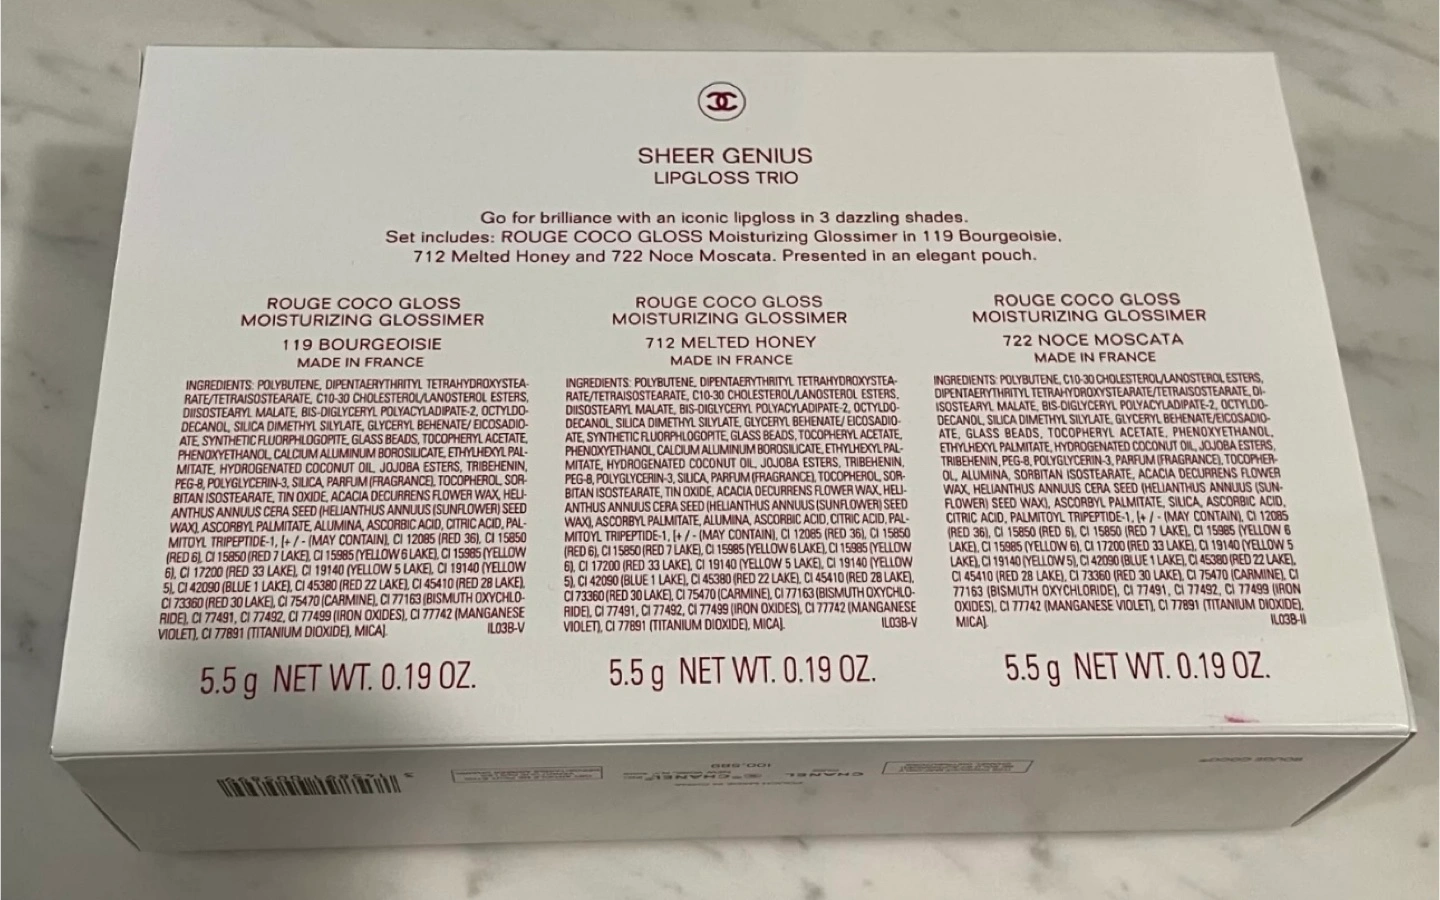 SHEER GENIUS
LIPGLOSS TRIO
Go for brilliance with an iconic lipgloss in 3 dazzling shades.
Set includes: ROUGE COCO GLOSS Moisturizing Glossimer in 119 Bourgeoisie,
712 Melted Honey and 722 Noce Moscata. Presented in an elegant pouch.
ROUGE COCO GLOSS
MOISTURIZING GLOSSIMER
119 BOURGEOISIE
MADE IN FRANCE
INGREDIENTS: POLYBUTENE, DIPENTAERYTHRITYL TETRAHYDROXYSTEA-
RATE/TETRAISOSTEARATE, C10-30 CHOLESTEROL/LANOSTEROL ESTERS,
DIISOSTEARYL MALATE, BIS-DIGLYCERYL POLYACYLADIPATE-2, OCTYLDO-
DECANOL, SILICA DIMETHYL SILYLATE, GLYCERYL BEHENATE/ EICOSADIO-
ATE, SYNTHETIC FLUORPHLOGOPITE, GLASS BEADS, TOCOPHERYL ACETATE,
PHENOXYETHANOL, CALCIUM ALUMINUM BOROSILICATE, ETHYLHEXYL PAL-
MITATE, HYDROGENATED COCONUT OIL, JOJOBA ESTERS, TRIBEHENIN,
PEG-8, POLYGLYCERIN-3, SILICA, PARFUM (FRAGRANCE), TOCOPHEROL, SOR-
BITAN ISOSTEARATE, TIN OXIDE, ACACIA DECURRENS FLOWER WAX, HELI-
ANTHUS ANNUUS CERA SEED (HELIANTHUS ANNUUS (SUNFLOWER) SEED
WAX), ASCORBYL PALMITATE, ALUMINA, ASCORBIC ACID, CITRIC ACID, PAL-
MITOYL TRIPEPTIDE-1, [+ / - (MAY CONTAIN), CI 12085 (RED 36), CI 15850
(RED 6), CI 15850 (RED 7 LAKE), CI 15985 (YELLOW 6 LAKE), CI 15985 (YELLOW
6), CI 17200 (RED 33 LAKE), CI 19140 (YELLOW 5 LAKE), CI 19140 (YELLOW
5), CI 42090 (BLUE 1 LAKE), CI 45380 (RED 22 LAKE), CI 45410 (RED 28 LAKE),
CI 73360 (RED 30 LAKE), CI 75470 (CARMINE), CI 77163 (BISMUTH OXYCHLO-
RIDE), CI 77491, CI 77492, CI 77499 (IRON OXIDES), CI 77742 (MANGANESE
VIOLET), CI 77891 (TITANIUM DIOXIDE), MICA]. IL03B-V
5.5 g NET WT. 0.19 OZ.
ROUGE COCO GLOSS
MOISTURIZING GLOSSIMER
712 MELTED HONEY
MADE IN FRANCE
INGREDIENTS: POLYBUTENE, DIPENTAERYTHRITYL TETRAHYDROXYSTEA-
RATE/TETRAISOSTEARATE, C10-30 CHOLESTEROL/LANOSTEROL ESTERS,
DIISOSTEARYL MALATE, BIS-DIGLYCERYL POLYACYLADIPATE-2, OCTYLDO-
DECANOL, SILICA DIMETHYL SILYLATE, GLYCERYL BEHENATE/ EICOSADIO-
ATE, SYNTHETIC FLUORPHLOGOPITE, GLASS BEADS, TOCOPHERYL ACETATE,
PHENOXYETHANOL, CALCIUM ALUMINUM BOROSILICATE, ETHYLHEXYL PAL-
MITATE, HYDROGENATED COCONUT OIL, JOJOBA ESTERS, TRIBEHENIN,
PEG-8, POLYGLYCERIN-3, SILICA, PARFUM (FRAGRANCE), TOCOPHEROL, SOR-
BITAN ISOSTEARATE, TIN OXIDE, ACACIA DECURRENS FLOWER WAX, HELI-
ANTHUS ANNUUS CERA SEED (HELIANTHUS ANNUUS (SUNFLOWER) SEED
WAX), ASCORBYL PALMITATE, ALUMINA, ASCORBIC ACID, CITRIC ACID, PAL-
MITOYL TRIPEPTIDE-1, [+ / - (MAY CONTAIN), CI 12085 (RED 36), CI 15850
(RED 6), CI 15850 (RED 7 LAKE), CI 15985 (YELLOW 6 LAKE), CI 15985 (YELLOW
6), CI 17200 (RED 33 LAKE), CI 19140 (YELLOW 5 LAKE), CI 19140 (YELLOW
5), CI 42090 (BLUE 1 LAKE), CI 45380 (RED 22 LAKE), CI 45410 (RED 28 LAKE),
CI 73360 (RED 30 LAKE), CI 75470 (CARMINE), CI 77163 (BISMUTH OXYCHLO-
RIDE), CI 77491, CI 77492, CI 77499 (IRON OXIDES), CI 77742 (MANGANESE
VIOLET), CI 77891 (TITANIUM DIOXIDE), MICA]. IL03B-V
5.5 g NET WT. 0.19 OZ.
ROUGE COCO GLOSS
MOISTURIZING GLOSSIMER
722 NOCE MOSCATA
MADE IN FRANCE
INGREDIENTS: POLYBUTENE, C10-30 CHOLESTEROL/LANOSTEROL ESTERS,
DIPENTAERYTHRITYL TETRAHYDROXYSTEARATE/TETRAISOSTEARATE, DI-
ISOSTEARYL MALATE, BIS-DIGLYCERYL POLYACYLADIPATE-2, OCTYLDO-
DECANOL, SILICA DIMETHYL SILYLATE, GLYCERYL BEHENATE/EICOSADIO-
ATE, GLASS BEADS, TOCOPHERYL ACETATE, PHENOXYETHANOL,
ETHYLHEXYL PALMITATE, HYDROGENATED COCONUT OIL, JOJOBA ESTERS,
TRIBEHENIN, PEG-8, POLYGLYCERIN-3, PARFUM (FRAGRANCE), TOCOPHER-
OL, ALUMINA, SORBITAN ISOSTEARATE, ACACIA DECURRENS FLOWER
WAX, HELIANTHUS ANNUUS CERA SEED (HELIANTHUS ANNUUS (SUN-
FLOWER) SEED WAX), ASCORBYL PALMITATE, SILICA, ASCORBIC ACID,
CITRIC ACID, PALMITOYL TRIPEPTIDE-1, [+ / - (MAY CONTAIN), CI 12085
(RED 36), CI 15850 (RED 6), CI 15850 (RED 7 LAKE), CI 15985 (YELLOW 6
LAKE), CI 15985 (YELLOW 6), CI 17200 (RED 33 LAKE), CI 19140 (YELLOW 5
LAKE), CI 19140 (YELLOW 5), CI 42090 (BLUE 1 LAKE), CI 45380 (RED 22 LAKE),
CI 45410 (RED 28 LAKE), CI 73360 (RED 30 LAKE), CI 75470 (CARMINE), CI
77163 (BISMUTH OXYCHLORIDE), CI 77491, CI 77492, CI 77499 (IRON
OXIDES), CI 77742 (MANGANESE VIOLET), CI 77891 (TITANIUM DIOXIDE),
MICA]. IL03B-II
5.5 g NET WT. 0.19 OZ.
CHANEL
100.589
ROUGE COCO